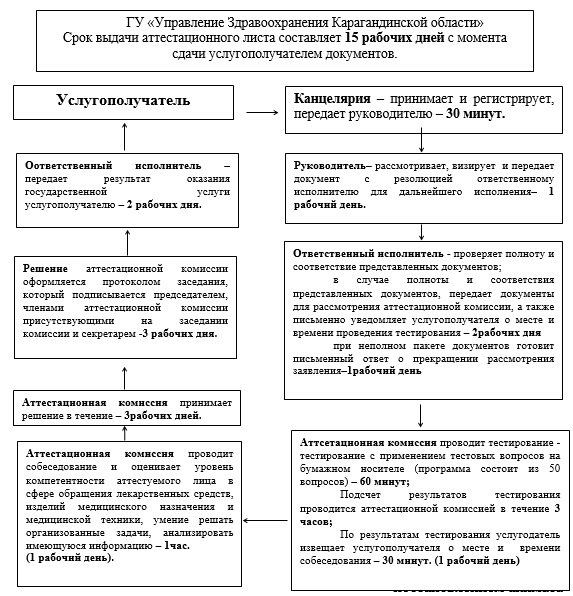 ГУ «Управление Здравоохранения Карагандинской области»
Срок выдачи аттестационного листа составляет 15 рабочих дней с момента
сдачи услугополучателем документов.
Услугополучатель
Канцелярия – принимает и регистрирует,
передает руководителю – 30 минут.
Руководитель– рассматривает, визирует и передает
документ с резолюцией ответственному
исполнителю для дальнейшего исполнения– 1
рабочий день.
Ответственный исполнитель - проверяет полноту и
соответствие представленных документов;
в случае полноты и соответствия
представленных документов, передает документы
для рассмотрения аттестационной комиссии, а также
письменно уведомляет услугополучателя о месте и
времени проведения тестирования – 2рабочих дня
при неполном пакете документов готовит
письменный ответ о прекращении рассмотрения
заявления–1рабочий день
Аттсетационная комиссия проводит тестирование -
тестирование с применением тестовых вопросов на
бумажном носителе (программа состоит из 50
вопросов) – 60 минут;
Подсчет результатов тестирования
проводится аттестационной комиссией в течение 3
часов;
По результатам тестирования услугодатель
извещает услугополучателя о месте и времени
собеседования – 30 минут. (1 рабочий день)
Аттестационная комиссия проводит
собеседование и оценивает уровень
компетентности аттестуемого лица в
сфере обращения лекарственных средств,
изделий медицинского назначения и
медицинской техники, умение решать
организованные задачи, анализировать
имеющуюся информацию – 1час.
(1 рабочий день).
Аттестационная комиссия принимает
решение в течение – 3рабочих дней.
Решение аттестационной комиссии
оформляется протоколом заседания,
который подписывается председателем,
членами аттестационной комиссии
присутствующими на заседании
комиссии и секретарем -3 рабочих дня.
Оответственный исполнитель –
передает результат оказания
государственной услуги
услугополучателю – 2 рабочих дня.